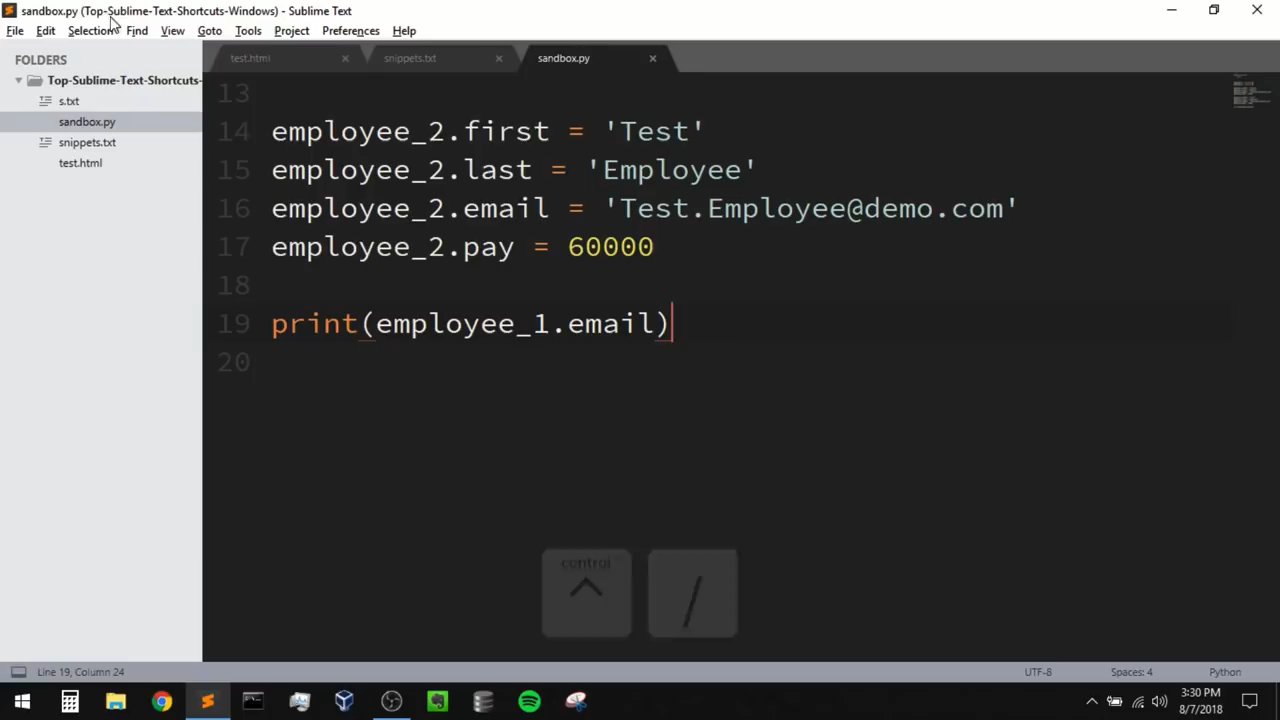 sandbox.py (Top-Sublime-Text-Shortcuts-Windows) - Sublime Text
File Edit Selection Find View Goto Tools Project Preferences Help
FOLDERS
Top-Sublime-Text-Shortcuts-
s.txt
sandbox.py
snippets.txt
test.html
test.html snippets.txt sandbox.py
13
14 employee_2.first = 'Test'
15 employee_2.last = 'Employee'
16 employee_2.email = 'Test.Employee@demo.com'
17 employee_2.pay = 60000
18
19 print(employee_1.email)
20
control
^ /
Line 19, Column 24 UTF-8 Spaces: 4 Python
3:30 PM
8/7/2018